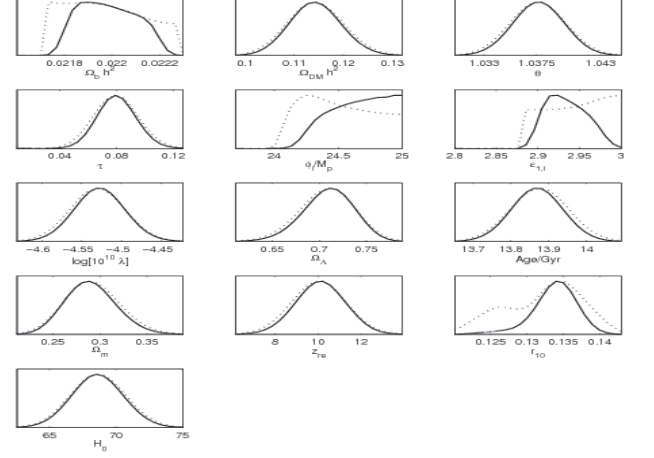 0.0218 0.022 0.0222 0.1 0.11 0.12 0.13 1.033 1.0375 1.043
Ω_b h² Ω_DM h² θ
0.04 0.08 0.12 24 24.5 25 2.8 2.85 2.9 2.95 3
τ φ_i/M_p ε_1,i
−4.6 −4.55 −4.5 −4.45 0.65 0.7 0.75 13.7 13.8 13.9 14
log[10¹⁰ λ] Ω_Λ Age/Gyr
0.25 0.3 0.35 8 10 12 0.125 0.13 0.135 0.14
Ω_m z_re r_10
65 70 75
H_0